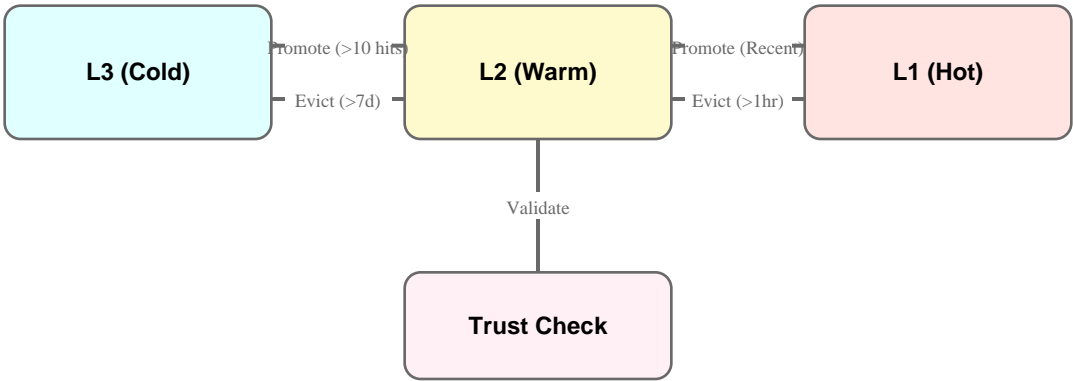 Promote (>10 hits)
Promote (Recent)
L3 (Cold)
L2 (Warm)
L1 (Hot)
Evict (>7d)
Evict (>1hr)
Validate
Trust Check